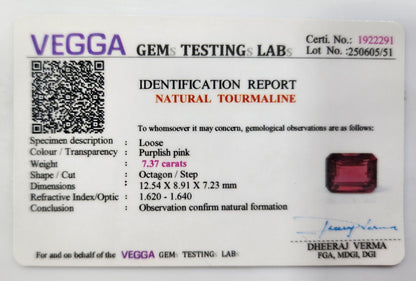 VEGGA GEMS TESTING LABS
Certi. No.: 1922291
Lot No. :250605/51
IDENTIFICATION REPORT
NATURAL TOURMALINE
To whomsoever it may concern, gemological observations are as follows:
Specimen description : Loose
Colour / Transparency : Purplish pink
Weight : 7.37 carats
Shape / Cut : Octagon / Step
Dimensions : 12.54 X 8.91 X 7.23 mm
Refractive Index/Optic : 1.620 - 1.640
Conclusion : Observation confirm natural formation
Dheeraj Verma
For and on behalf of the VEGGA GEMS TESTING LABS
DHEERAJ VERMA
FGA, MDGI, DGI